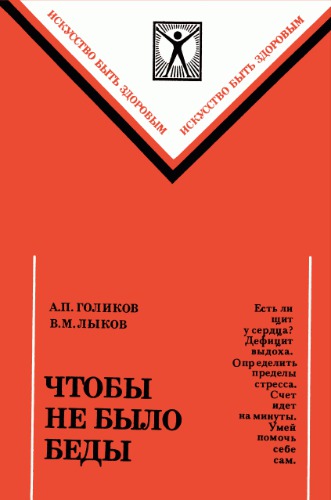 ИСКУССТВО БЫТЬ ЗДОРОВЫМ
ИСКУССТВО БЫТЬ ЗДОРОВЫМ
А.П. ГОЛИКОВ
В.М. ЛЫКОВ
ЧТОБЫ
НЕ БЫЛО
БЕДЫ
Есть ли
щит
у сердца?
Дефицит
выдоха.
Определить
пределы
стресса.
Счет
идет
на минуты.
Умей
помочь
себе
сам.